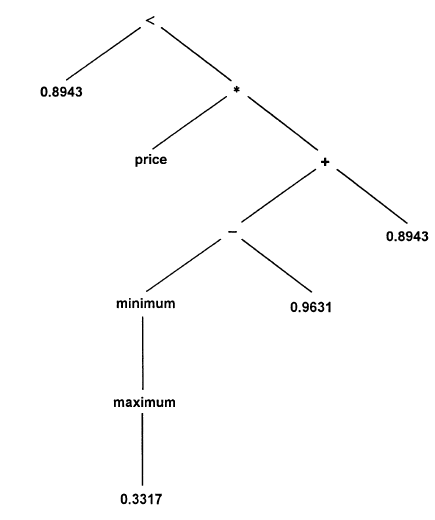 <
0.8943
*
price
+
−
0.8943
minimum
0.9631
maximum
0.3317